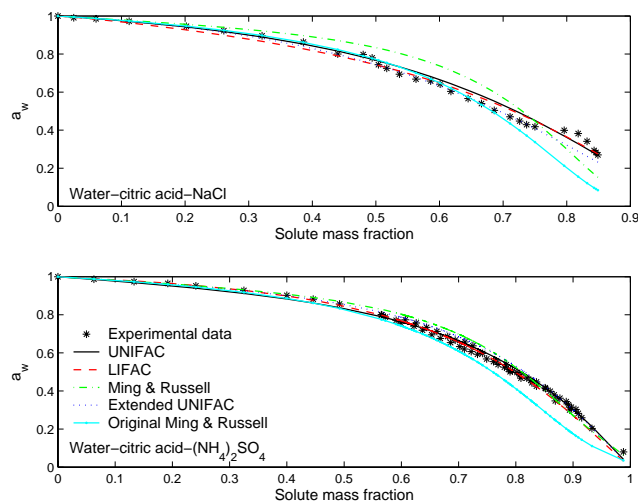 1
0.8
0.6
0.4
0.2
0
a_w
0 0.1 0.2 0.3 0.4 0.5 0.6 0.7 0.8 0.9
Water−citric acid−NaCl
Solute mass fraction
1
0.8
0.6
0.4
0.2
0
a_w
Experimental data
UNIFAC
LIFAC
Ming & Russell
Extended UNIFAC
Original Ming & Russell
Water−citric acid−(NH₄)₂SO₄
0 0.1 0.2 0.3 0.4 0.5 0.6 0.7 0.8 0.9 1
Solute mass fraction